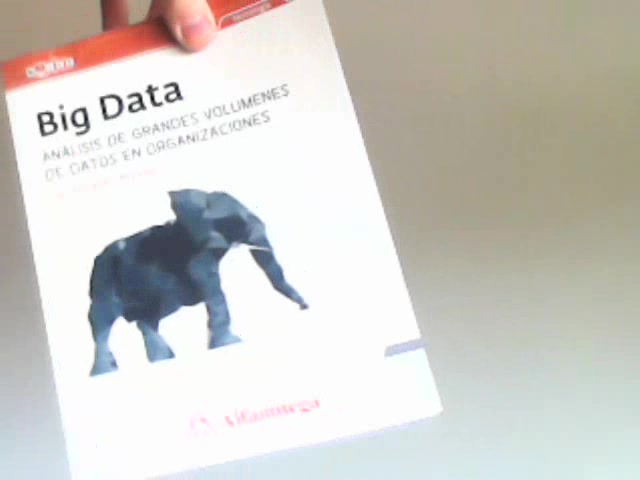 Big Data
ANÁLISIS DE GRANDES VOLÚMENES
DE DATOS EN ORGANIZACIONES
Alfaomega